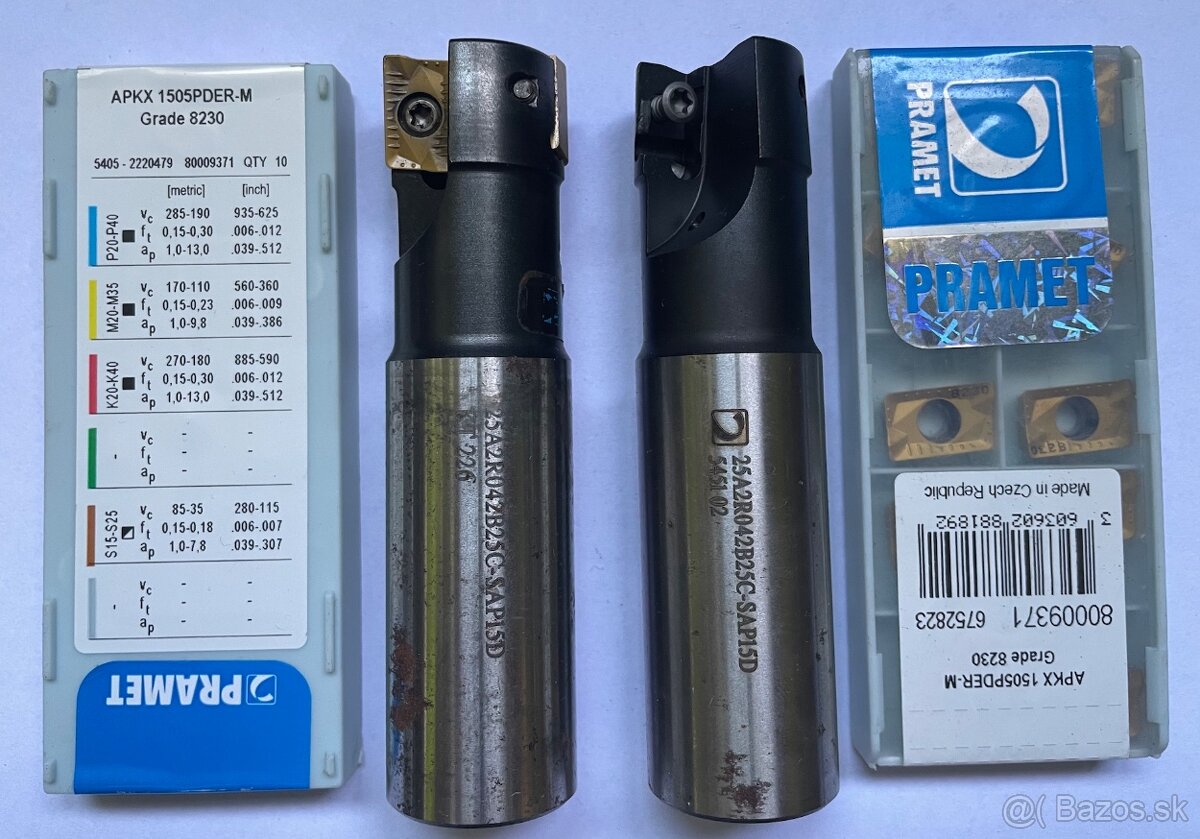 APKX 1505PDER-M
Grade 8230
5405 - 2220479 80009371 QTY 10
[metric] [inch]
P20-P40
vc 285-190 935-625
ft 0,15-0,30 .006-.012
ap 1,0-13,0 .039-.512
M20-M35
vc 170-110 560-360
ft 0,15-0,23 .006-.009
ap 1,0-9,8 .039-.386
K20-K40
vc 270-180 885-590
ft 0,15-0,30 .006-.012
ap 1,0-13,0 .039-.512
vc - -
ft - -
ap - -
S15-S25
vc 85-35 280-115
ft 0,15-0,18 .006-.007
ap 1,0-7,8 .039-.307
vc - -
ft - -
ap - -
PRAMET
25A2R042B25C-SAP15D
T 226
25A2R042B25C-SAP15D
5451 02
PRAMET
PRAMET
8230
8230
APKX 1505PDER-M
Grade 8230
80009371 6752823
3 603602 881892
Made in Czech Republic
@( Bazos.sk